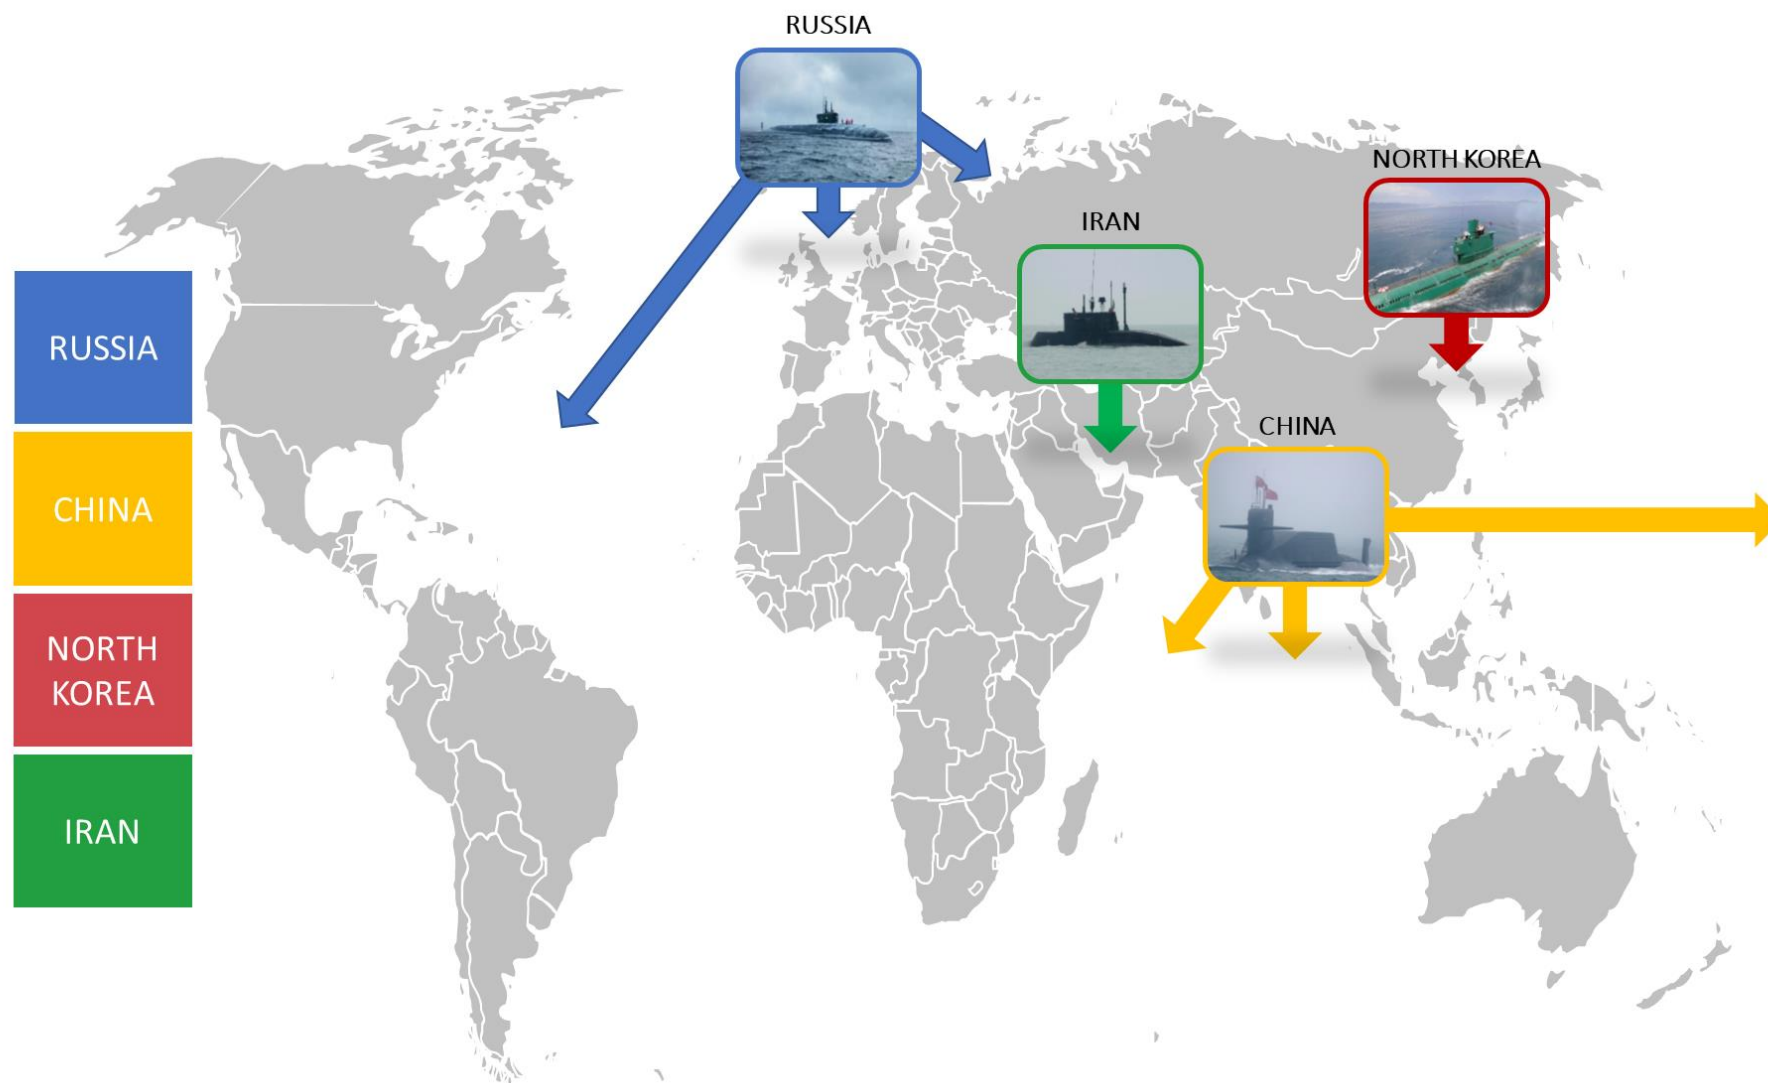 RUSSIA
NORTH KOREA
IRAN
CHINA
RUSSIA
CHINA
NORTH
KOREA
IRAN